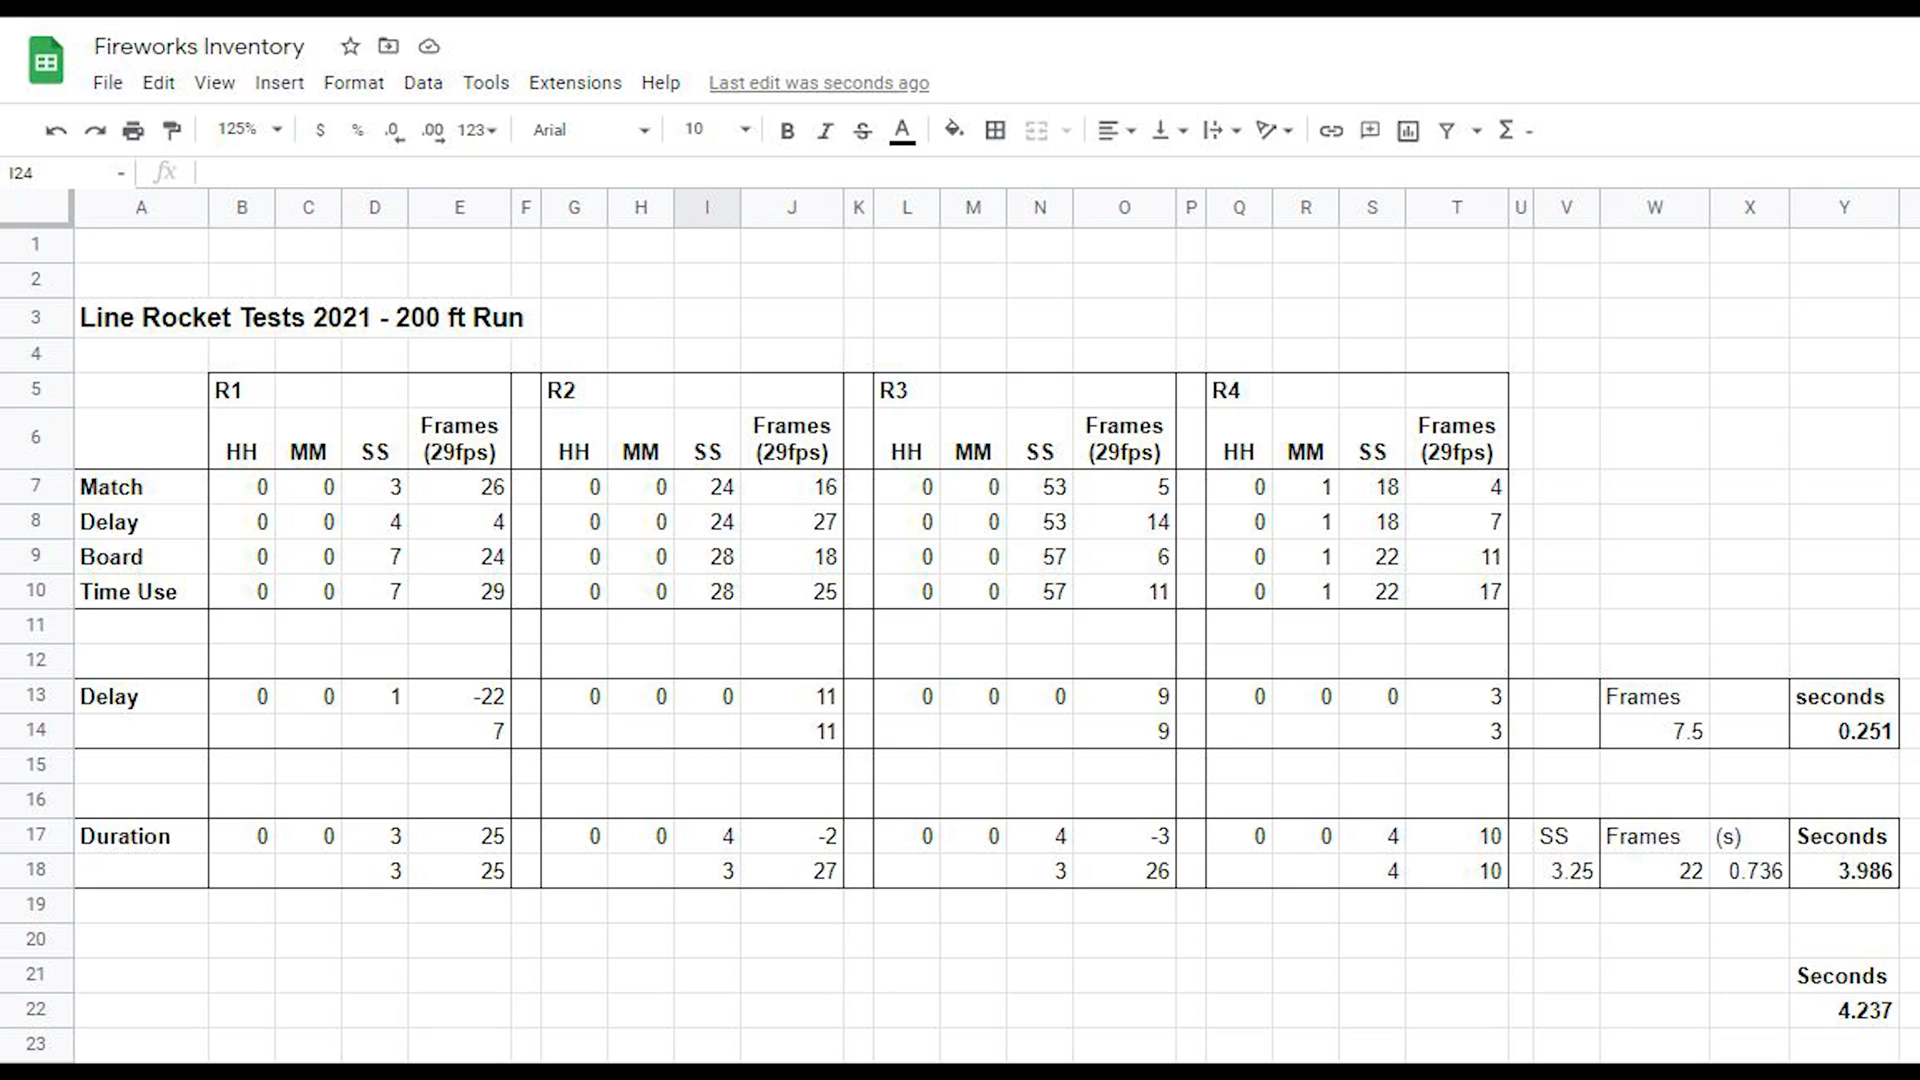 Fireworks Inventory
File Edit View Insert Format Data Tools Extensions Help Last edit was seconds ago
125% $ % .0 .00 123 Arial 10 B I S A Σ
I24 fx
A B C D E F G H I J K L M N O P Q R S T U V W X Y
1
2
3 Line Rocket Tests 2021 - 200 ft Run
4
5 R1 R2 R3 R4
6 HH MM SS Frames (29fps) HH MM SS Frames (29fps) HH MM SS Frames (29fps) HH MM SS Frames (29fps)
7 Match 0 0 3 26 0 0 24 16 0 0 53 5 0 1 18 4
8 Delay 0 0 4 4 0 0 24 27 0 0 53 14 0 1 18 7
9 Board 0 0 7 24 0 0 28 18 0 0 57 6 0 1 22 11
10 Time Use 0 0 7 29 0 0 28 25 0 0 57 11 0 1 22 17
11
12
13 Delay 0 0 1 -22 0 0 0 11 0 0 0 9 0 0 0 3 Frames seconds
14 7 11 9 3 7.5 0.251
15
16
17 Duration 0 0 3 25 0 0 4 -2 0 0 4 -3 0 0 4 10 SS Frames (s) Seconds
18 3 25 3 27 3 26 4 10 3.25 22 0.736 3.986
19
20
21 Seconds
22 4.237
23